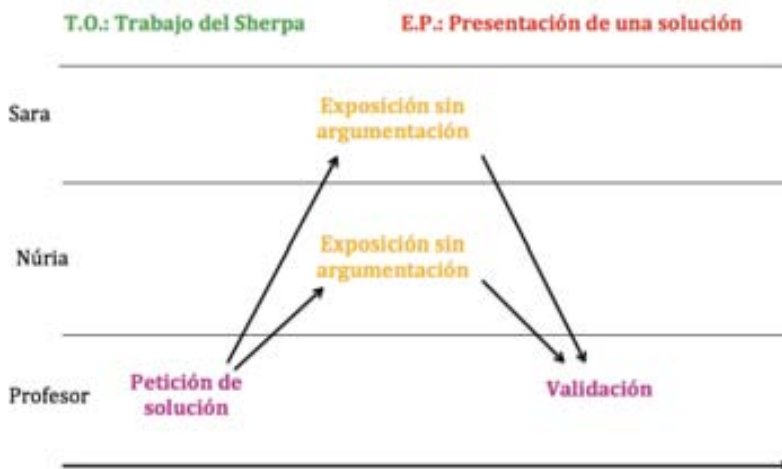 T.O.: Trabajo del Sherpa
E.P.: Presentación de una solución
Sara
Exposición sin
argumentación
Núria
Exposición sin
argumentación
Profesor
Petición de
solución
Validación